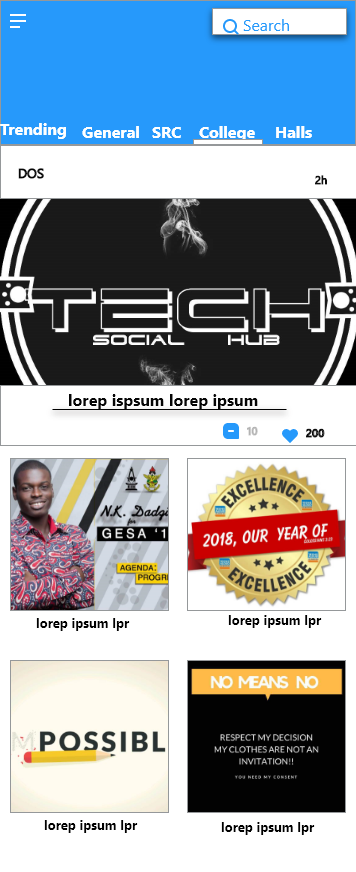 Search
Trending General SRC College Halls
DOS
2h
TECH
SOCIAL HUB
lorep ispsum lorep ipsum
10 200
N.K. Dadzi
for
GESA '1
AGENDA:
PROGR
lorep ipsum lpr
EXCELLENCE
2018, OUR YEAR OF
EXCELLENCE
lorep ipsum lpr
MPOSSIBL
lorep ipsum lpr
NO MEANS NO
RESPECT MY DECISION
MY CLOTHES ARE NOT AN
INVITATION!!
YOU NEED MY CONSENT
lorep ipsum lpr